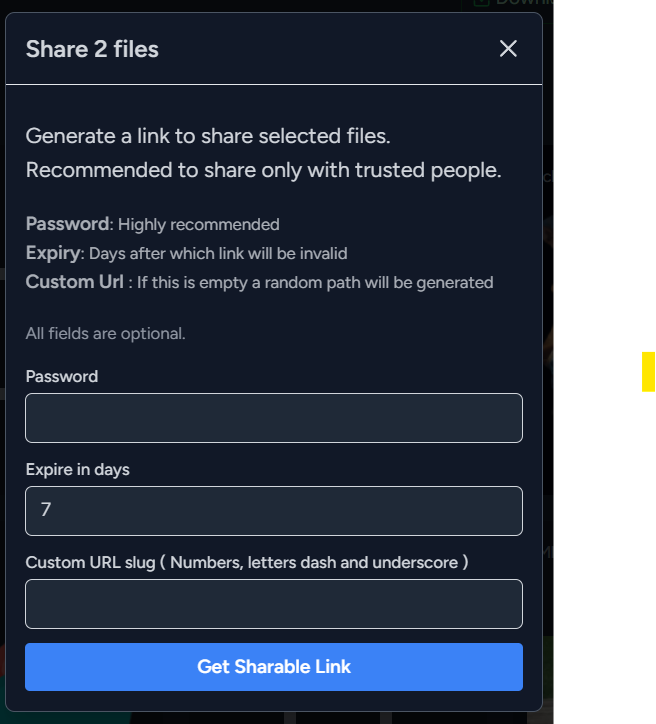 Share 2 files
Generate a link to share selected files.
Recommended to share only with trusted people.
Password: Highly recommended
Expiry: Days after which link will be invalid
Custom Url : If this is empty a random path will be generated
All fields are optional.
Password
Expire in days
7
Custom URL slug ( Numbers, letters dash and underscore )
Get Sharable Link